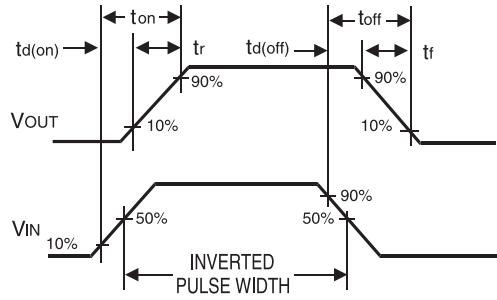 ton
toff
td(on)
tr
td(off)
tf
90%
90%
VOUT
10%
10%
90%
VIN
50%
50%
10%
INVERTED
PULSE WIDTH